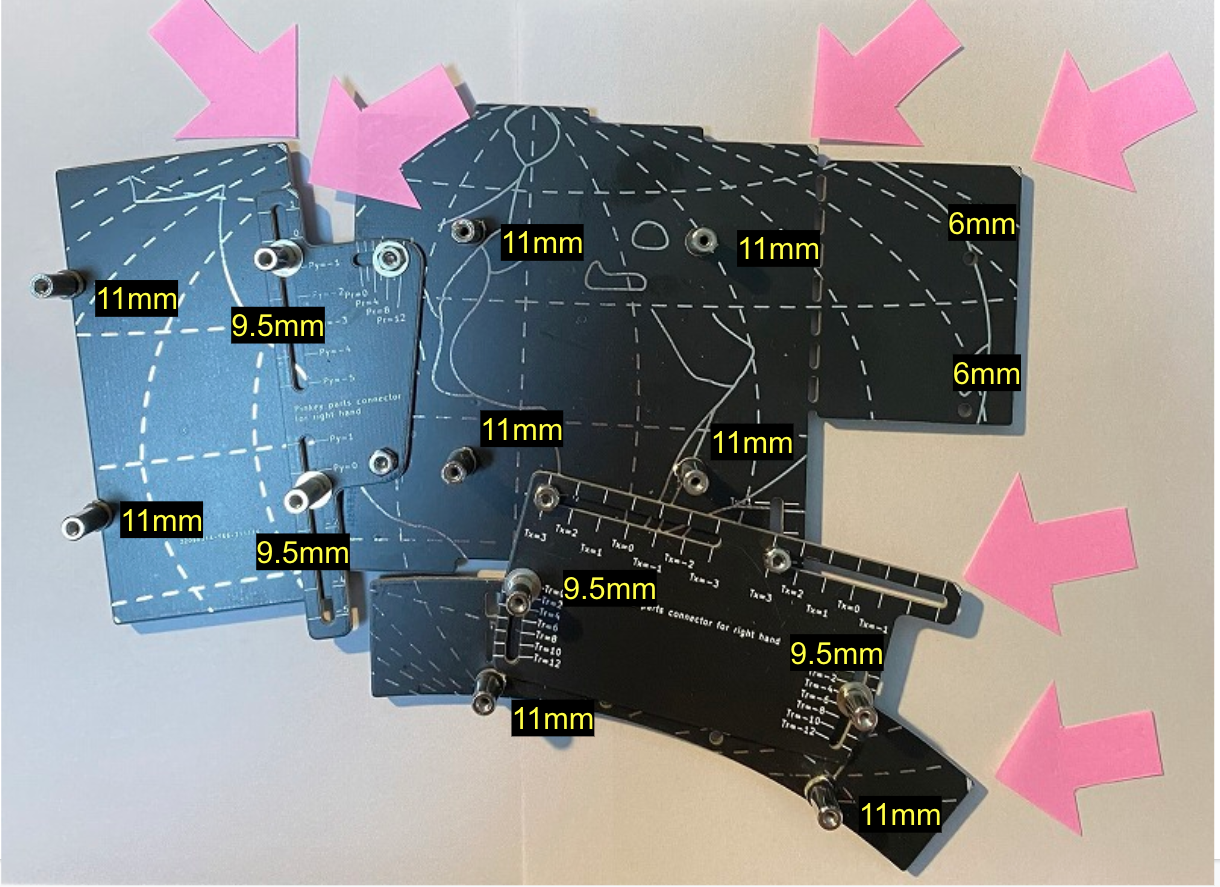 6mm
11mm
11mm
Py=-1
11mm
-2
Pr=0
Pr=4
Pr=8
Pr=12
9.5mm
-3
Py=-4
6mm
Py=-5
Pinkey parts connector
for right hand
11mm
11mm
Py=-1
Py=0
11mm
9.5mm
Tx=3
Tx=2
Tx=1
Tx=0
Tx=-1
Tx=-2
Tx=-3
Tx=3
Tx=2
Tx=1
Tx=0
Tx=-1
9.5mm
parts connector for right hand
Tr=2
Tr=4
Tr=6
Tr=8
Tr=10
Tr=12
9.5mm
Tr=-2
Tr=-4
Tr=-6
Tr=-8
Tr=-10
Tr=-12
11mm
11mm